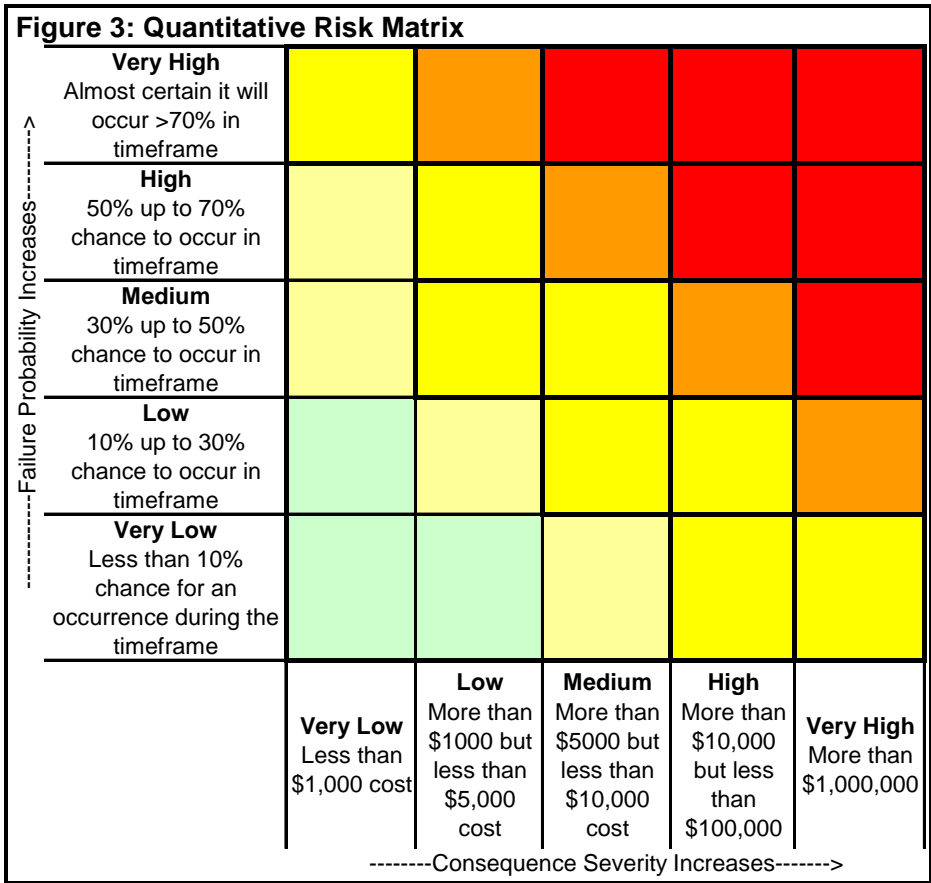 Figure 3: Quantitative Risk Matrix
Very High
Almost certain it will
occur >70% in
timeframe
High
50% up to 70%
chance to occur in
timeframe
Medium
30% up to 50%
chance to occur in
timeframe
Low
10% up to 30%
chance to occur in
timeframe
Very Low
Less than 10%
chance for an
occurrence during the
timeframe
-----------Failure Probability Increases-------->
Very Low
Less than
$1,000 cost
Low
More than
$1000 but
less than
$5,000
cost
Medium
More than
$5000 but
less than
$10,000
cost
High
More than
$10,000
but less
than
$100,000
Very High
More than
$1,000,000
--------Consequence Severity Increases------->